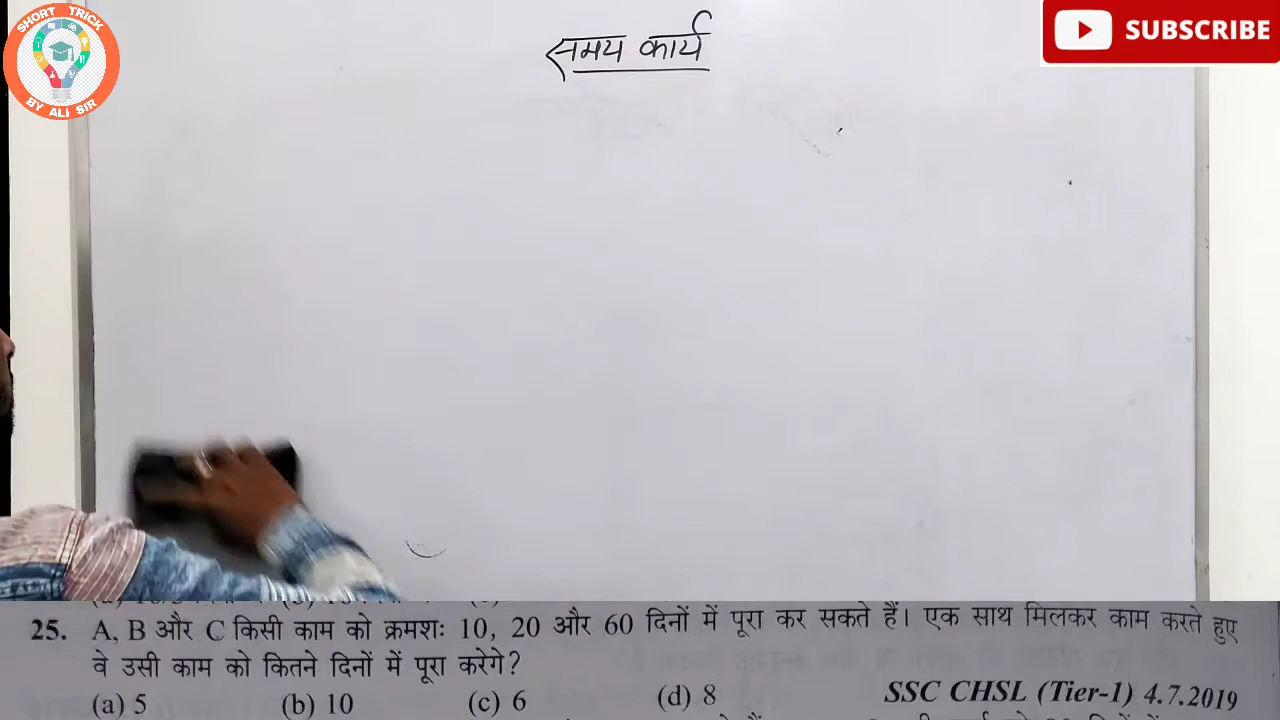 SHORT TRICK
BY ALI SIR
समय कार्य
SUBSCRIBE
25. A, B और C किसी काम को क्रमशः 10, 20 और 60 दिनों में पूरा कर सकते हैं। एक साथ मिलकर काम करते हुए
वे उसी काम को कितने दिनों में पूरा करेगे?
(a) 5 (b) 10 (c) 6 (d) 8 SSC CHSL (Tier-1) 4.7.2019